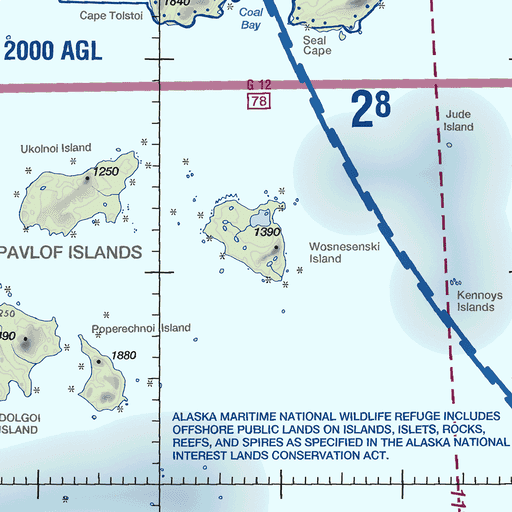 Cape Tolstoi
1840
Coal
Bay
Seal
Cape
2000 AGL
G 12
78
28
Jude
Island
Ukolnoi Island
1250
1390
Wosnesenski
Island
PAVLOF ISLANDS
Kennoys
Islands
250
490
Poperechnoi Island
1880
DOLGOI
ISLAND
ALASKA MARITIME NATIONAL WILDLIFE REFUGE INCLUDES
OFFSHORE PUBLIC LANDS ON ISLANDS, ISLETS, ROCKS,
REEFS, AND SPIRES AS SPECIFIED IN THE ALASKA NATIONAL
INTEREST LANDS CONSERVATION ACT.